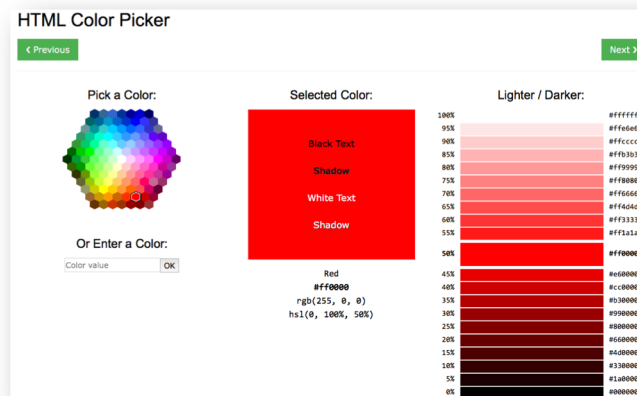 HTML Color Picker
❮ Previous
Next ❯
Pick a Color:
Or Enter a Color:
Color value
OK
Selected Color:
Black Text
Shadow
White Text
Shadow
Red
#ff0000
rgb(255, 0, 0)
hsl(0, 100%, 50%)
Lighter / Darker:
100% #ffffff
95% #ffe6e6
90% #ffcccc
85% #ffb3b3
80% #ff9999
75% #ff8080
70% #ff6666
65% #ff4d4d
60% #ff3333
55% #ff1a1a
50% #ff0000
45% #e60000
40% #cc0000
35% #b30000
30% #990000
25% #800000
20% #660000
15% #4d0000
10% #330000
5% #1a0000
0% #000000